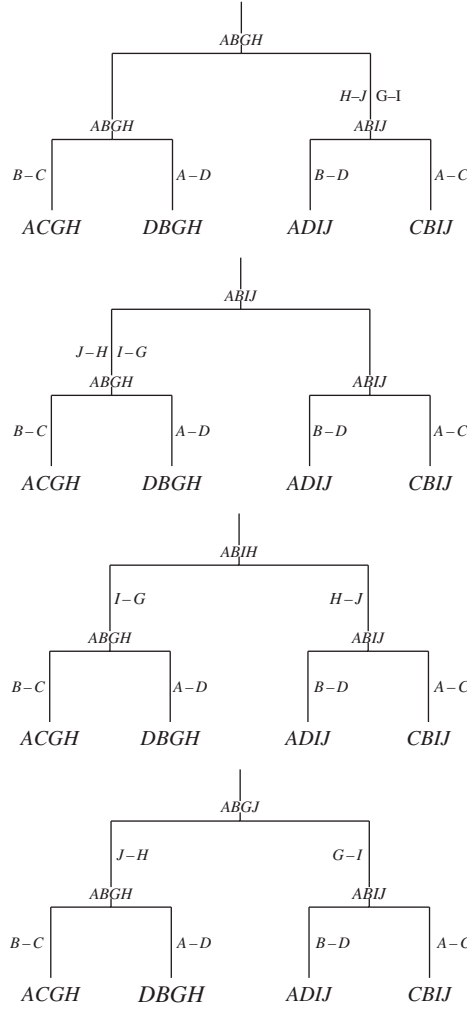 ABGH
H–J G–I
ABGH ABIJ
B–C A–D B–D A–C
ACGH DBGH ADIJ CBIJ
ABIJ
J–H I–G
ABGH ABIJ
B–C A–D B–D A–C
ACGH DBGH ADIJ CBIJ
ABIH
I–G H–J
ABGH ABIJ
B–C A–D B–D A–C
ACGH DBGH ADIJ CBIJ
ABGJ
J–H G–I
ABGH ABIJ
B–C A–D B–D A–C
ACGH DBGH ADIJ CBIJ